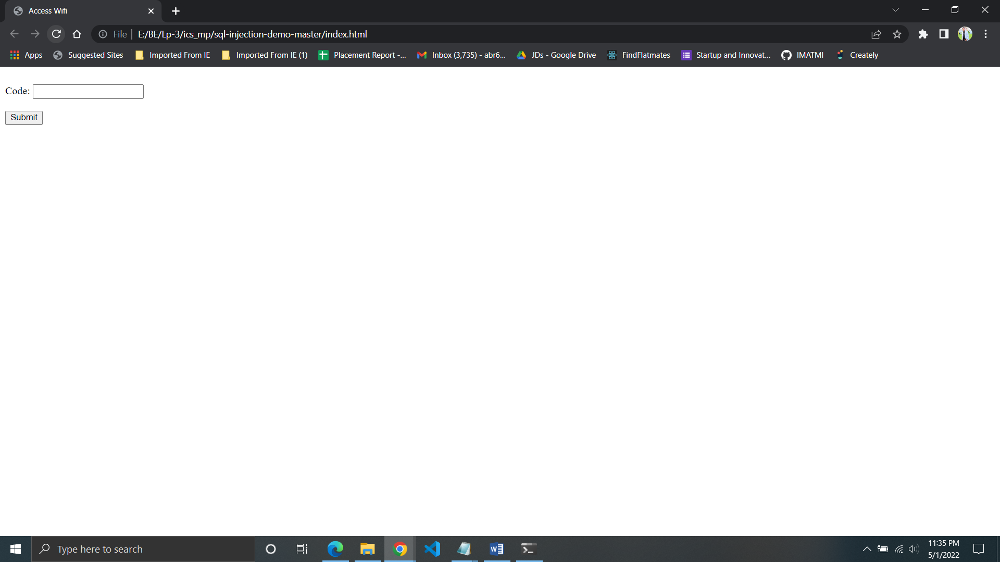 Access Wifi
File | E:/BE/Lp-3/ics_mp/sql-injection-demo-master/index.html
Apps Suggested Sites Imported From IE Imported From IE (1) Placement Report -... Inbox (3,735) - abr6... JDs - Google Drive FindFlatmates Startup and Innovat... IMATMI Creately
Code:
Submit
Type here to search
11:35 PM
5/1/2022